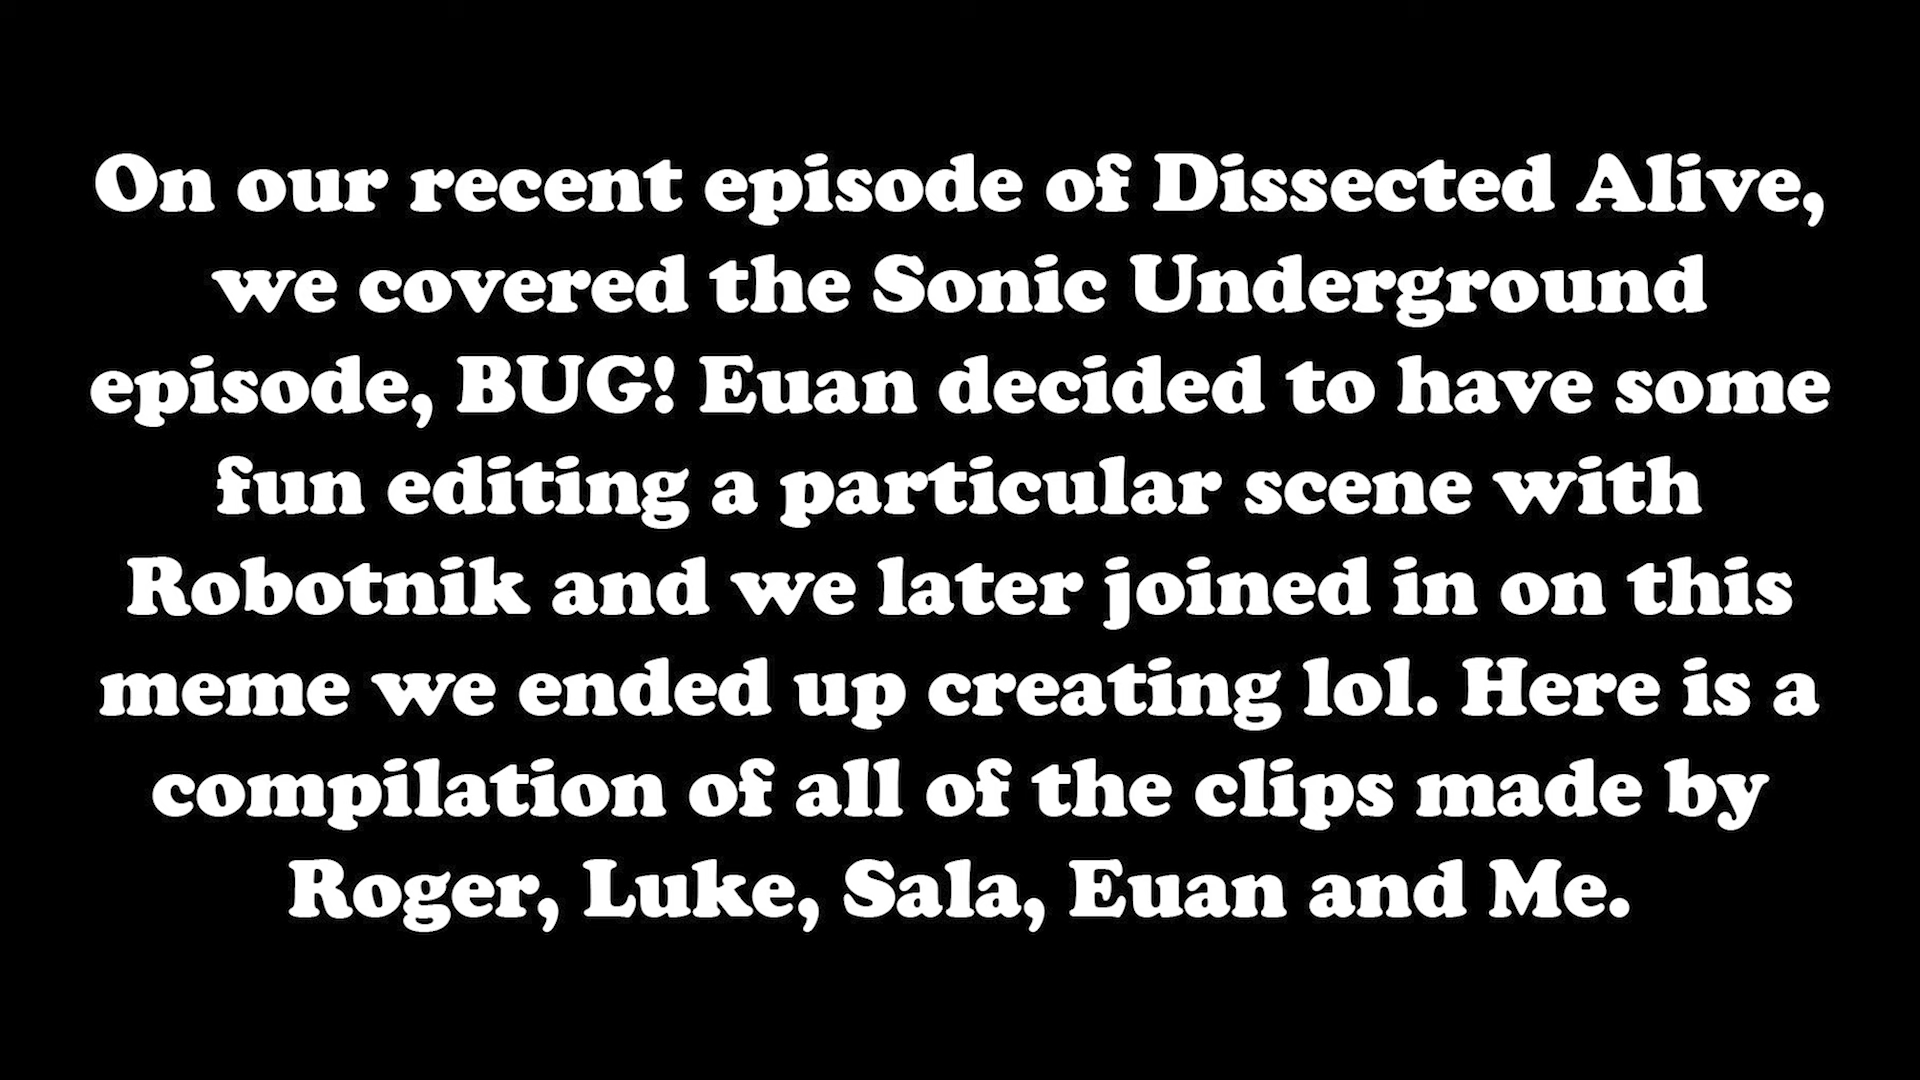 On our recent episode of Dissected Alive,
we covered the Sonic Underground
episode, BUG! Euan decided to have some
fun editing a particular scene with
Robotnik and we later joined in on this
meme we ended up creating lol. Here is a
compilation of all of the clips made by
Roger, Luke, Sala, Euan and Me.